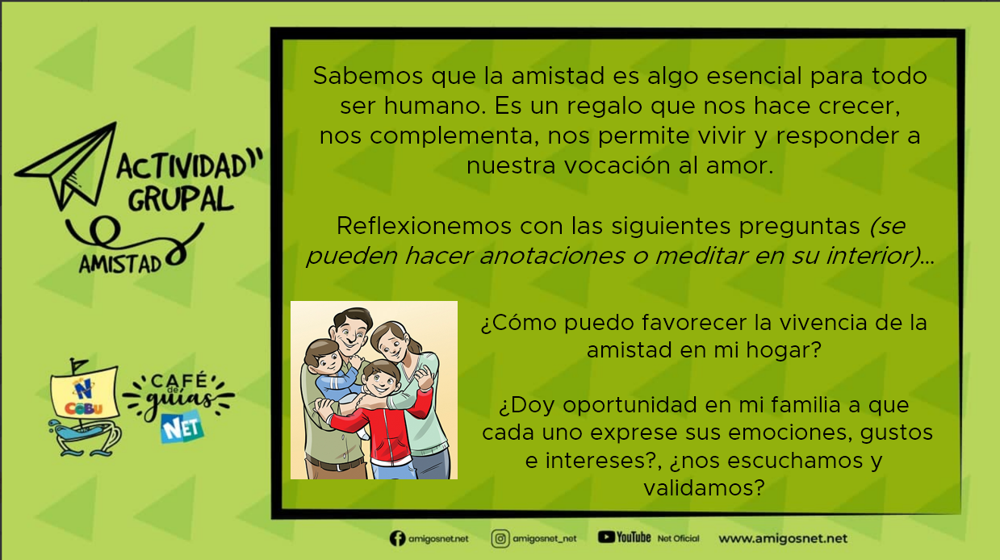 ACTIVIDAD"
GRUPAL
AMISTAD
N
COBU
CAFÉ
de
guías
NET
Sabemos que la amistad es algo esencial para todo
ser humano. Es un regalo que nos hace crecer,
nos complementa, nos permite vivir y responder a
nuestra vocación al amor.
Reflexionemos con las siguientes preguntas (se
pueden hacer anotaciones o meditar en su interior)...
¿Cómo puedo favorecer la vivencia de la
amistad en mi hogar?
¿Doy oportunidad en mi familia a que
cada uno exprese sus emociones, gustos
e intereses?, ¿nos escuchamos y
validamos?
amigosnet.net
amigosnet_net
YouTube Net Oficial
www.amigosnet.net